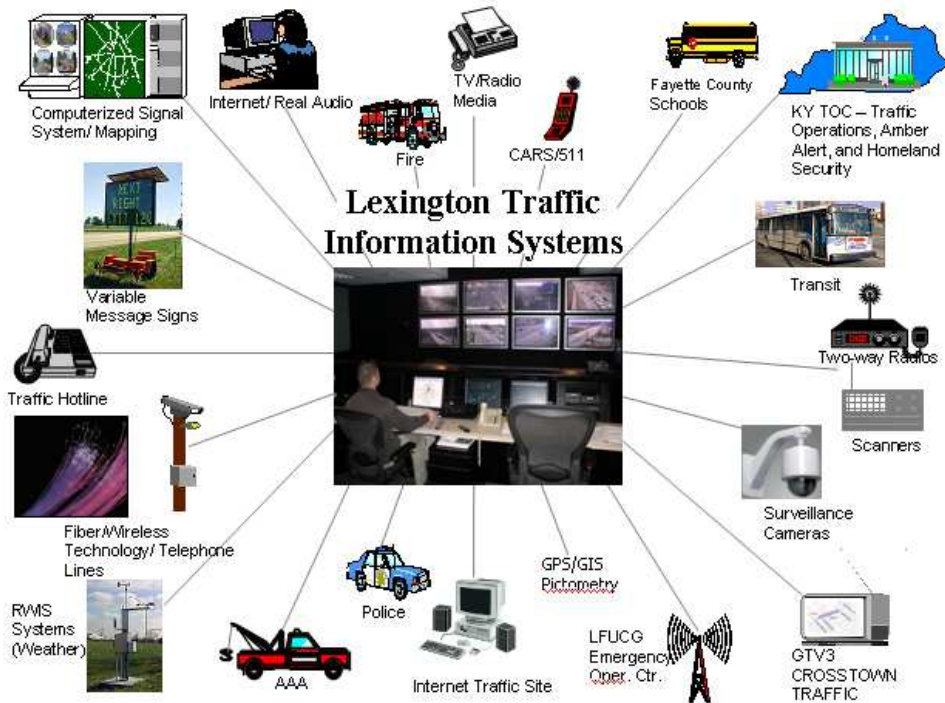 Computerized Signal
System/ Mapping
Internet/ Real Audio
TV/Radio
Media
Fayette County
Schools
KY TOC – Traffic
Operations, Amber
Alert, and Homeland
Security
Fire
CARS/511
Lexington Traffic
Information Systems
NEXT
RIGHT
Variable
Message Signs
Transit
Two-way Radios
Traffic Hotline
Scanners
Fiber/Wireless
Technology/ Telephone
Lines
Surveillance
Cameras
RWIS
Systems
(Weather)
Police
GPS/GIS
Pictometry
AAA
Internet Traffic Site
LFUCG
Emergency
Oper. Ctr.
GTV3
CROSSTOWN
TRAFFIC